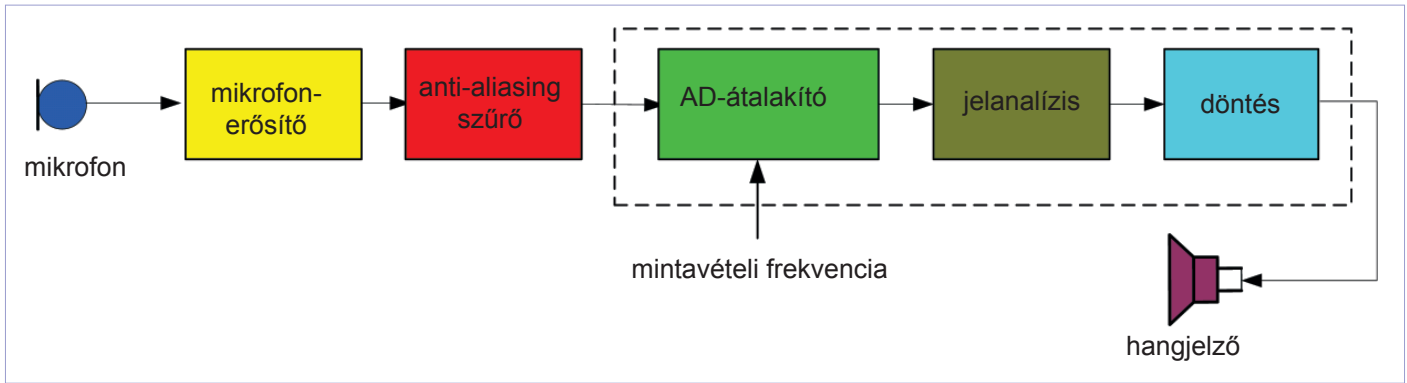 mikrofon
mikrofon-
erősítő
anti-aliasing
szűrő
AD-átalakító
jelanalízis
döntés
mintavételi frekvencia
hangjelző